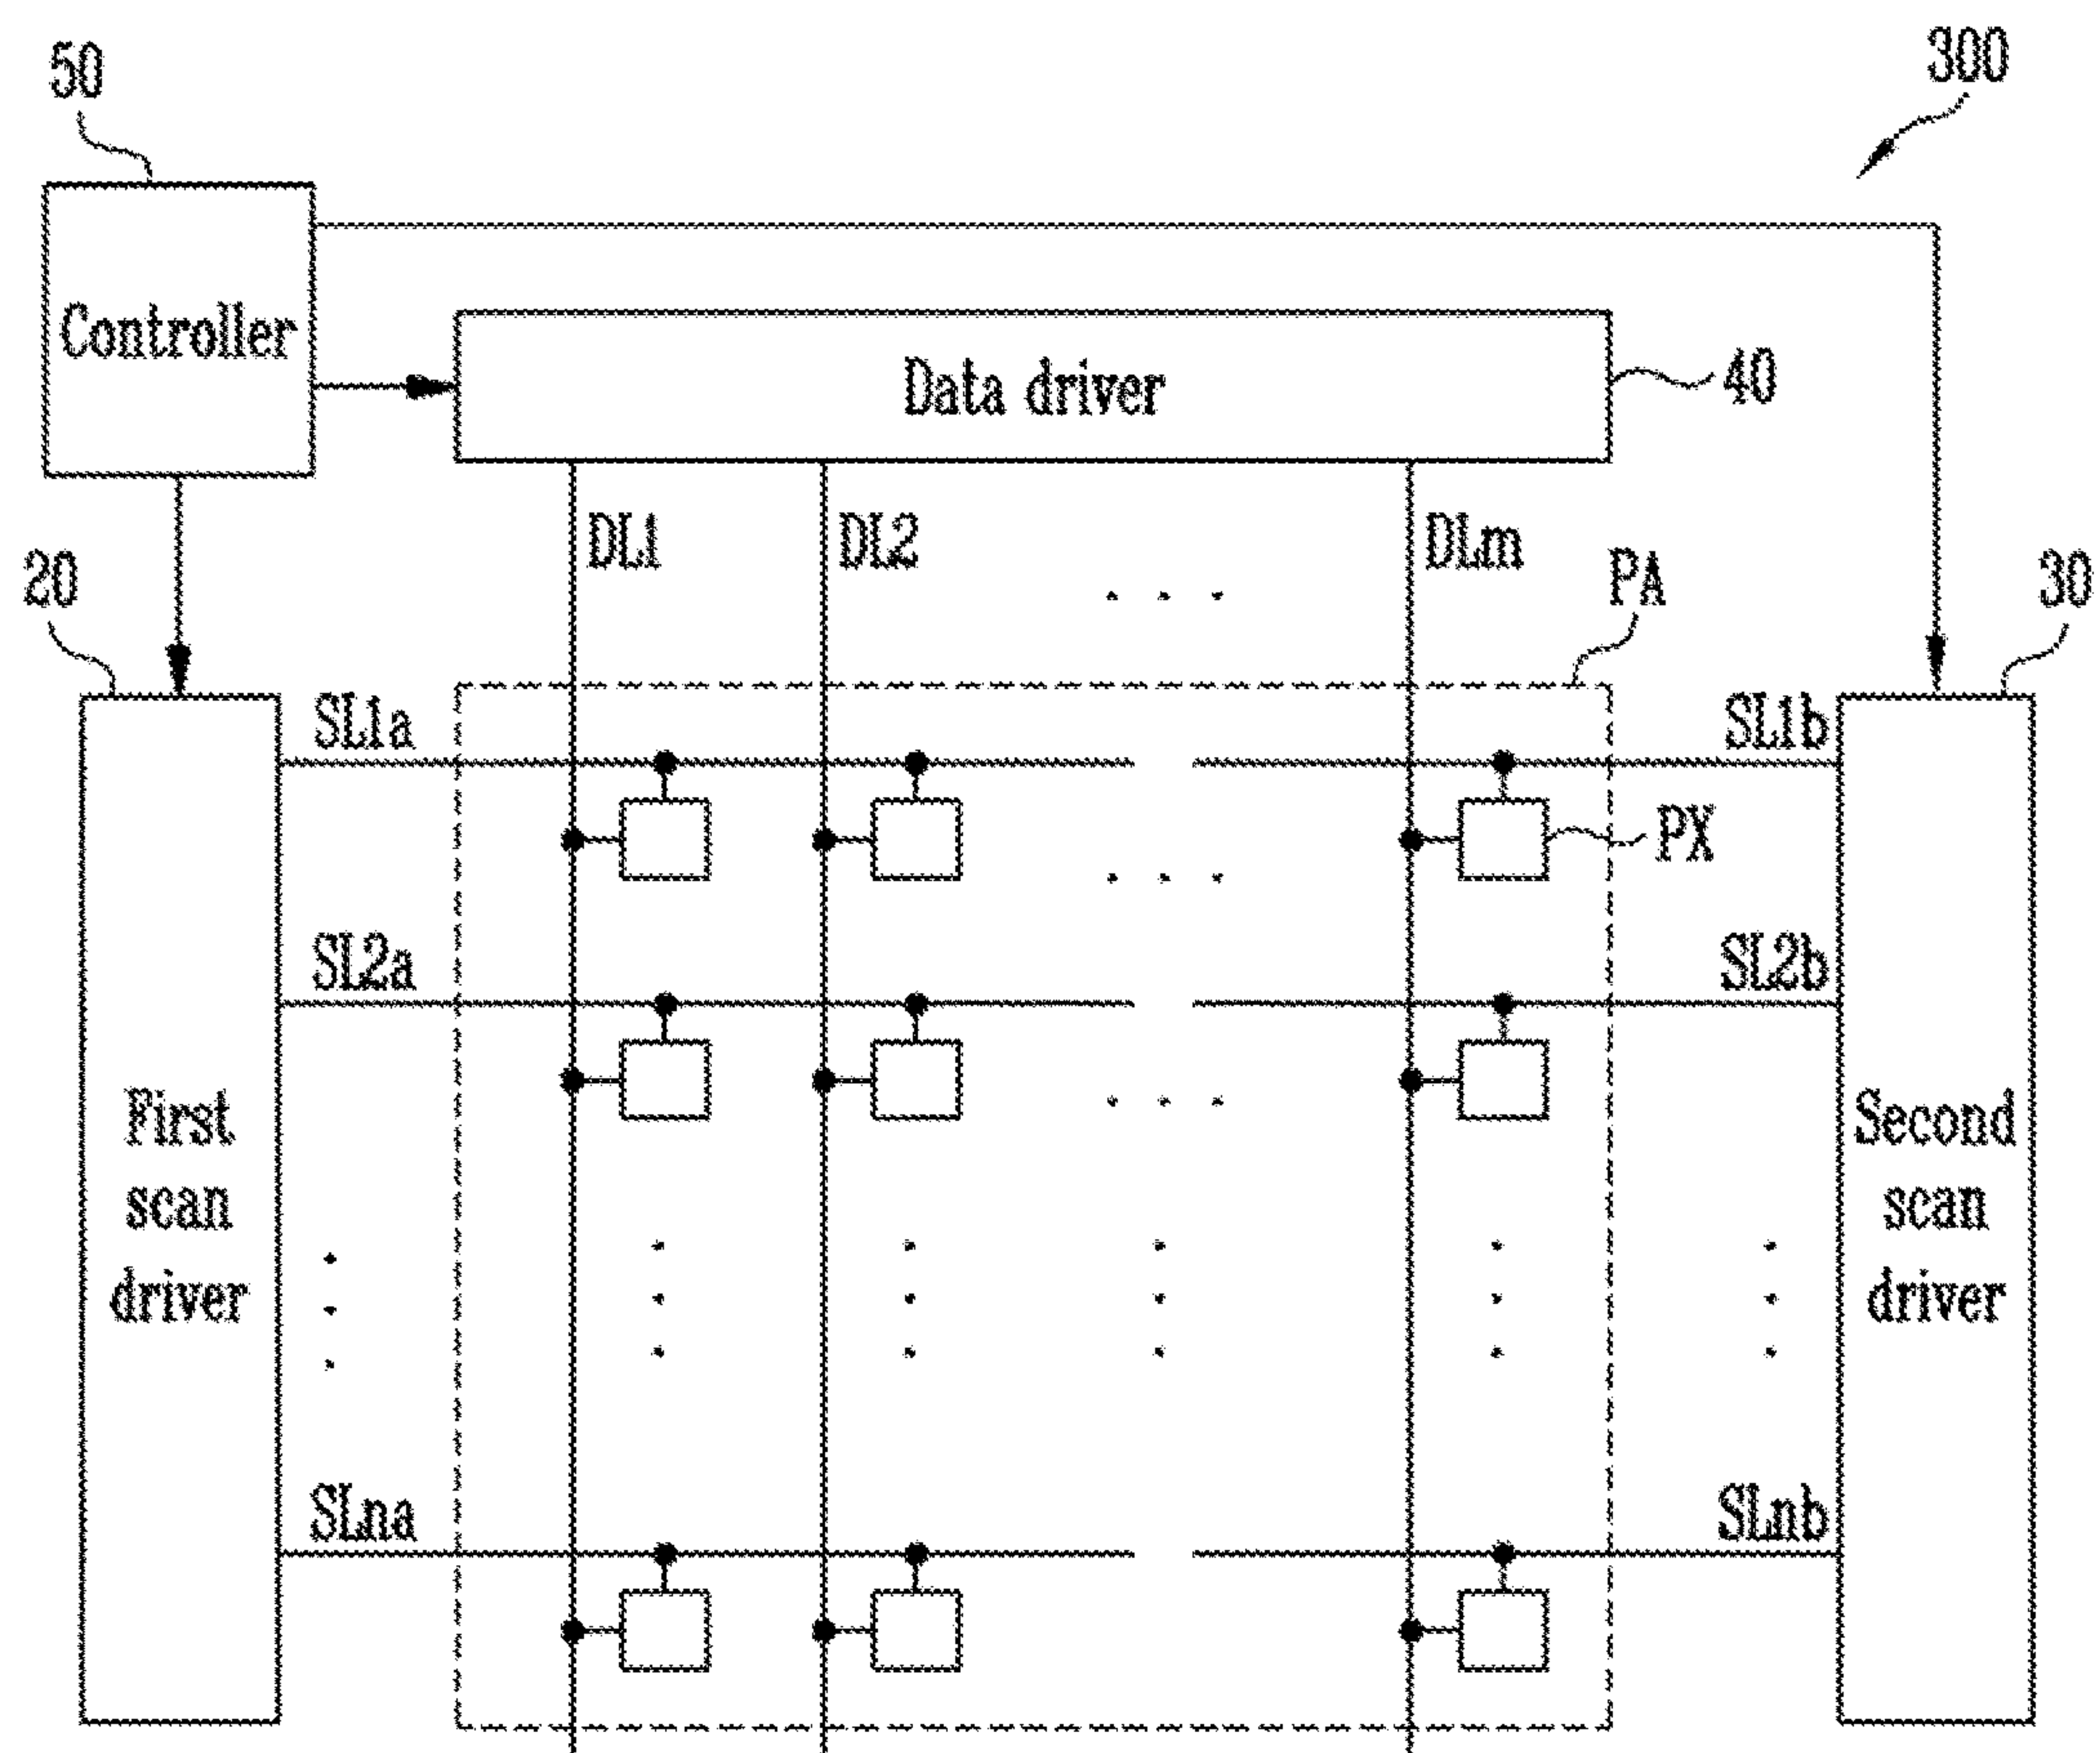 50
300
Controller
Data driver
40
DL1
DL2
DLm
. . .
PA
20
30
SL1a
SL1b
PX
. . .
SL2a
SL2b
. . .
First
scan
driver
Second
scan
driver
SLna
SLnb